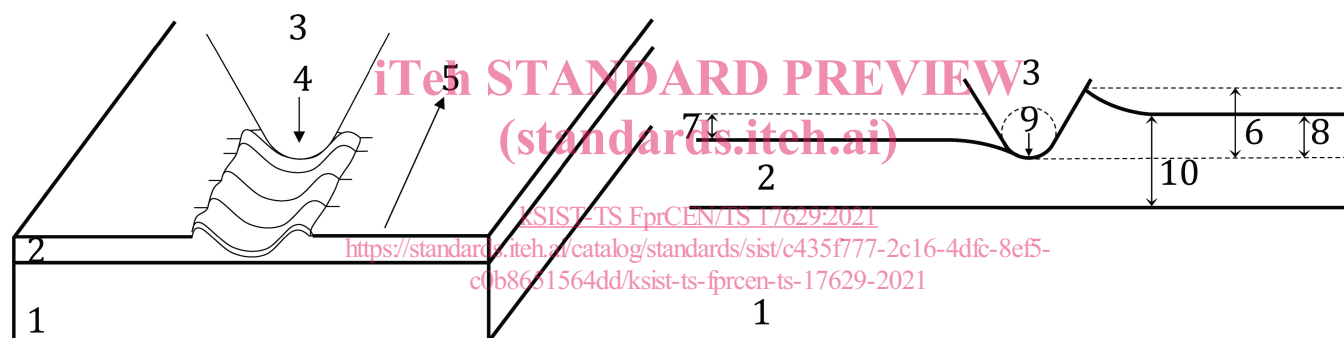 3
4
5
2
1
3
9
7
6
8
2
10
1
iTeh STANDARD PREVIEW
(standards.iteh.ai)
kSIST-TS FprCEN/TS 17629:2021
https://standards.iteh.ai/catalog/standards/sist/c435f777-2c16-4dfc-8ef5-
c0b8651564dd/ksist-ts-fprcen-ts-17629-2021